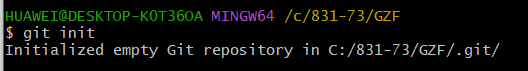 HUAWEI@DESKTOP-K0T36OA MINGW64 /c/831-73/GZF
$ git init
Initialized empty Git repository in C:/831-73/GZF/.git/